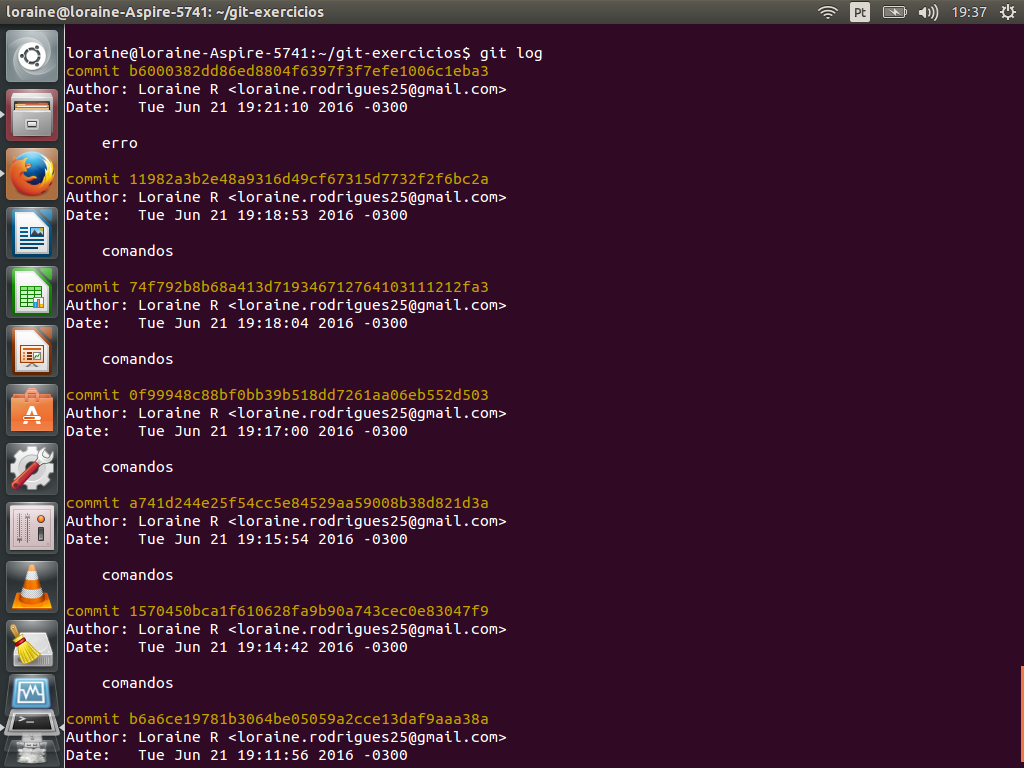 loraine@loraine-Aspire-5741: ~/git-exercicios
Pt
19:37
loraine@loraine-Aspire-5741:~/git-exercicios$ git log
commit b6000382dd86ed8804f6397f3f7efe1006c1eba3
Author: Loraine R <loraine.rodrigues25@gmail.com>
Date:   Tue Jun 21 19:21:10 2016 -0300
erro
commit 11982a3b2e48a9316d49cf67315d7732f2f6bc2a
Author: Loraine R <loraine.rodrigues25@gmail.com>
Date:   Tue Jun 21 19:18:53 2016 -0300
comandos
commit 74f792b8b68a413d719346712764103111212fa3
Author: Loraine R <loraine.rodrigues25@gmail.com>
Date:   Tue Jun 21 19:18:04 2016 -0300
comandos
commit 0f99948c88bf0bb39b518dd7261aa06eb552d503
Author: Loraine R <loraine.rodrigues25@gmail.com>
Date:   Tue Jun 21 19:17:00 2016 -0300
comandos
commit a741d244e25f54cc5e84529aa59008b38d821d3a
Author: Loraine R <loraine.rodrigues25@gmail.com>
Date:   Tue Jun 21 19:15:54 2016 -0300
comandos
commit 1570450bca1f610628fa9b90a743cec0e83047f9
Author: Loraine R <loraine.rodrigues25@gmail.com>
Date:   Tue Jun 21 19:14:42 2016 -0300
comandos
commit b6a6ce19781b3064be05059a2cce13daf9aaa38a
Author: Loraine R <loraine.rodrigues25@gmail.com>
Date:   Tue Jun 21 19:11:56 2016 -0300